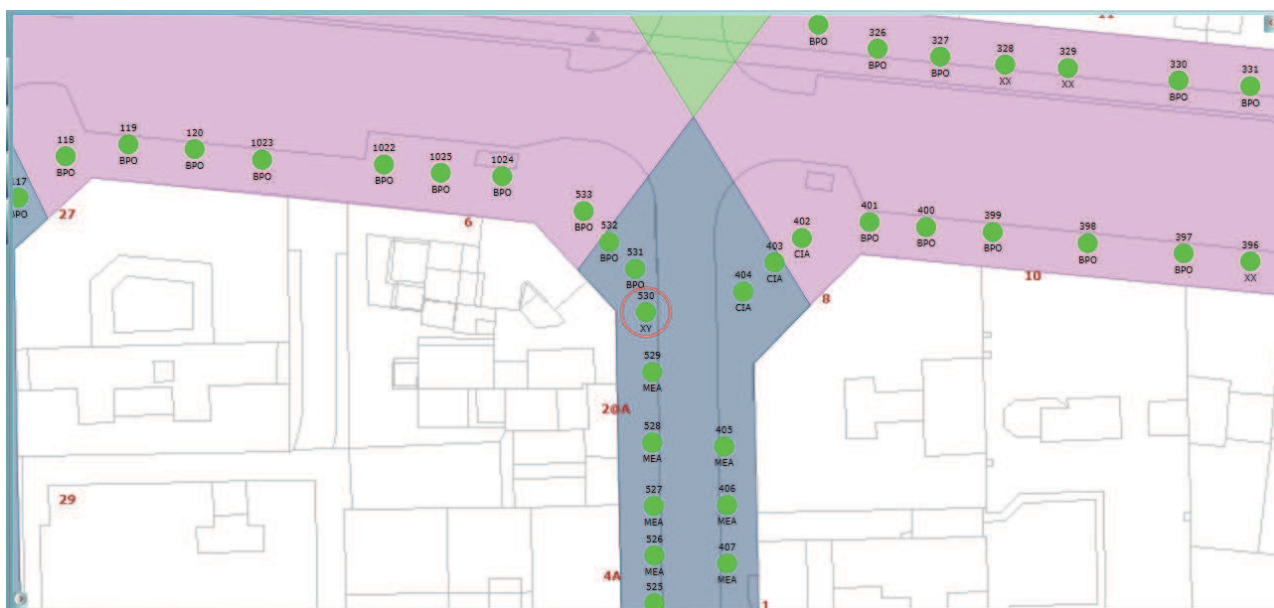 11
BPO
326
BPO
327
BPO
328
XX
329
XX
330
BPO
331
BPO
118
BPO
119
BPO
120
BPO
1023
BPO
1022
BPO
1025
BPO
1024
BPO
533
BPO
532
BPO
531
BPO
530
XY
529
MEA
528
MEA
527
MEA
526
MEA
525
404
CIA
403
CIA
402
CIA
401
BPO
400
BPO
399
BPO
398
BPO
397
BPO
396
XX
405
MEA
406
MEA
407
MEA
27
6
8
10
20A
29
4A
1